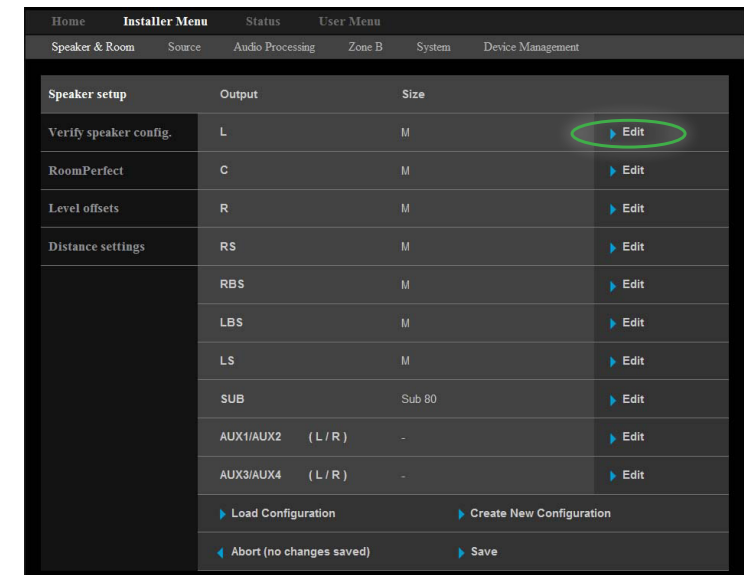 Home Installer Menu Status User Menu
Speaker & Room Source Audio Processing Zone B System Device Management
Speaker setup Output Size
Verify speaker config. L M Edit
RoomPerfect C M Edit
Level offsets R M Edit
Distance settings RS M Edit
RBS M Edit
LBS M Edit
LS M Edit
SUB Sub 80 Edit
AUX1/AUX2 ( L / R ) - Edit
AUX3/AUX4 ( L / R ) - Edit
Load Configuration Create New Configuration
Abort (no changes saved) Save